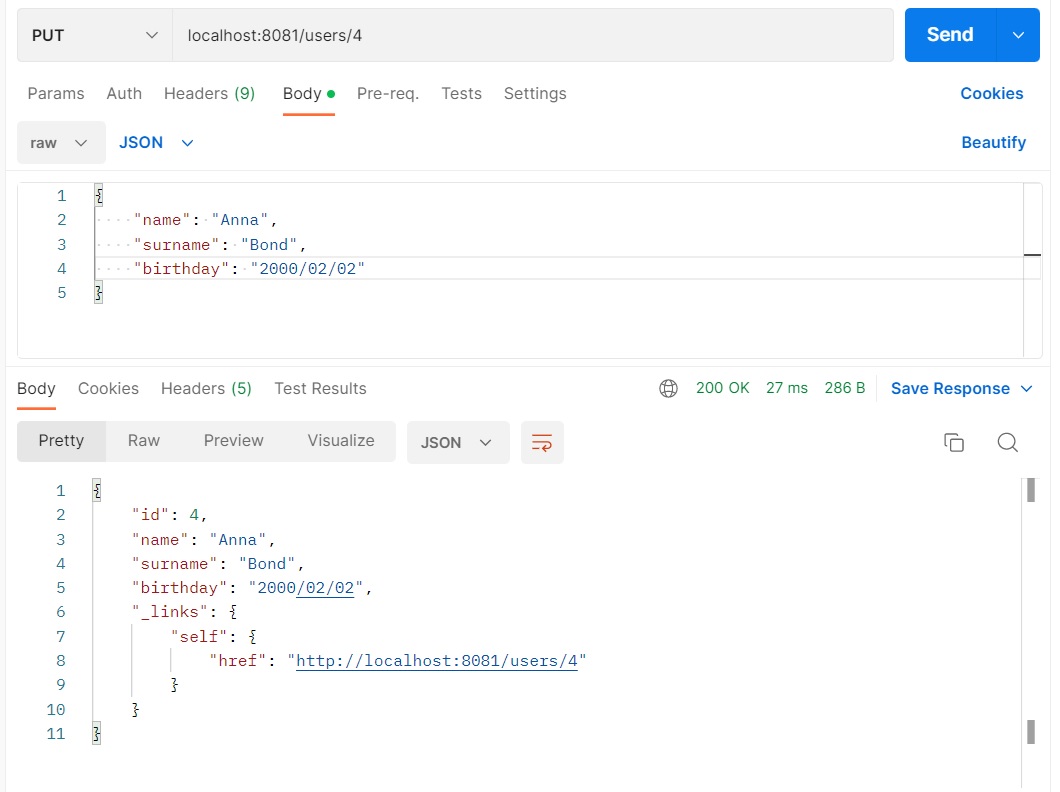 PUT localhost:8081/users/4 Send
Params Auth Headers (9) Body Pre-req. Tests Settings Cookies
raw JSON Beautify
1 {
2 "name": "Anna",
3 "surname": "Bond",
4 "birthday": "2000/02/02"
5 }
Body Cookies Headers (5) Test Results 200 OK 27 ms 286 B Save Response
Pretty Raw Preview Visualize JSON
1 {
2 "id": 4,
3 "name": "Anna",
4 "surname": "Bond",
5 "birthday": "2000/02/02",
6 "_links": {
7 "self": {
8 "href": "http://localhost:8081/users/4"
9 }
10 }
11 }